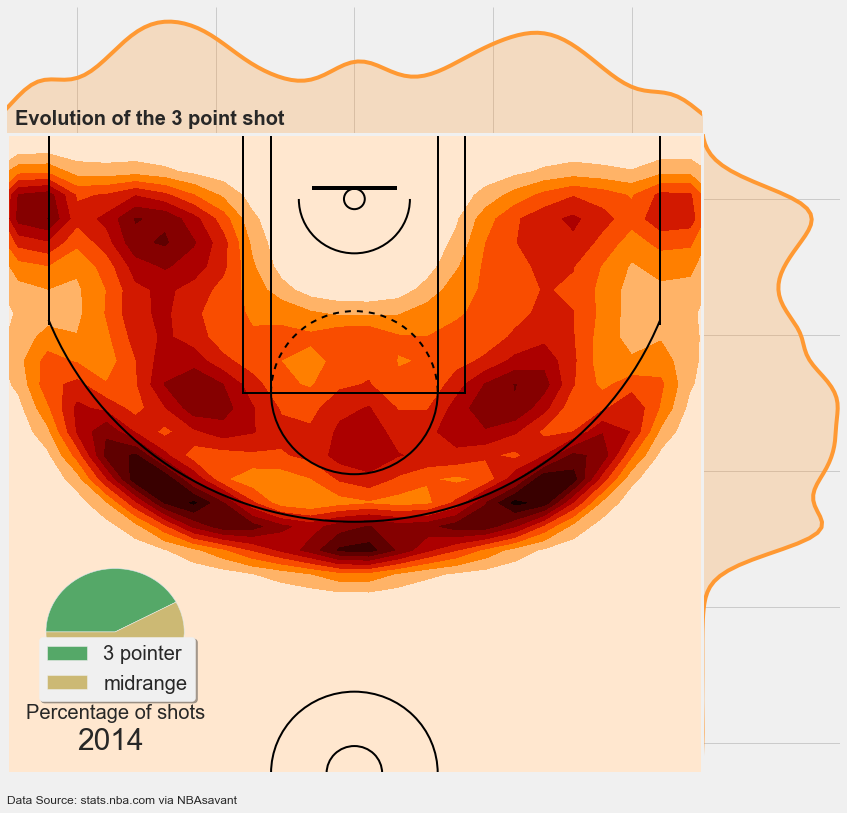 Evolution of the 3 point shot
3 pointer
midrange
Percentage of shots
2014
Data Source: stats.nba.com via NBAsavant